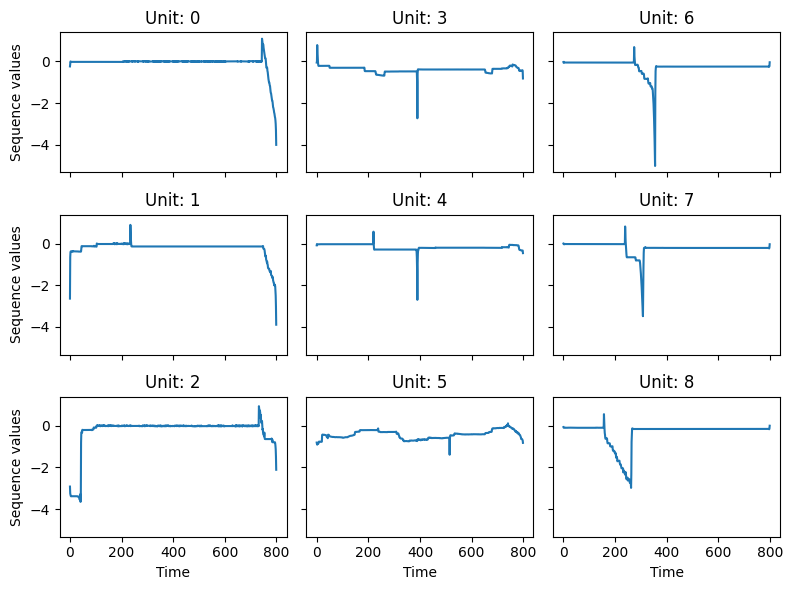 Unit: 0
Unit: 3
Unit: 6
Sequence values
0
−2
−4
Unit: 1
Unit: 4
Unit: 7
Sequence values
0
−2
−4
Unit: 2
Unit: 5
Unit: 8
Sequence values
0
−2
−4
0 200 400 600 800
0 200 400 600 800
0 200 400 600 800
Time
Time
Time